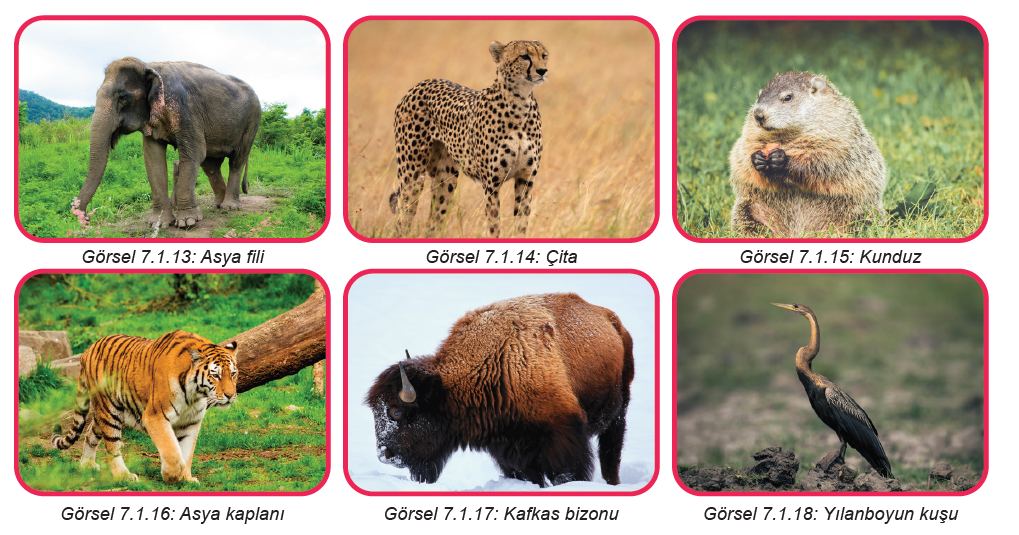 Görsel 7.1.13: Asya fili
Görsel 7.1.14: Çita
Görsel 7.1.15: Kunduz
Görsel 7.1.16: Asya kaplanı
Görsel 7.1.17: Kafkas bizonu
Görsel 7.1.18: Yılanboyun kuşu